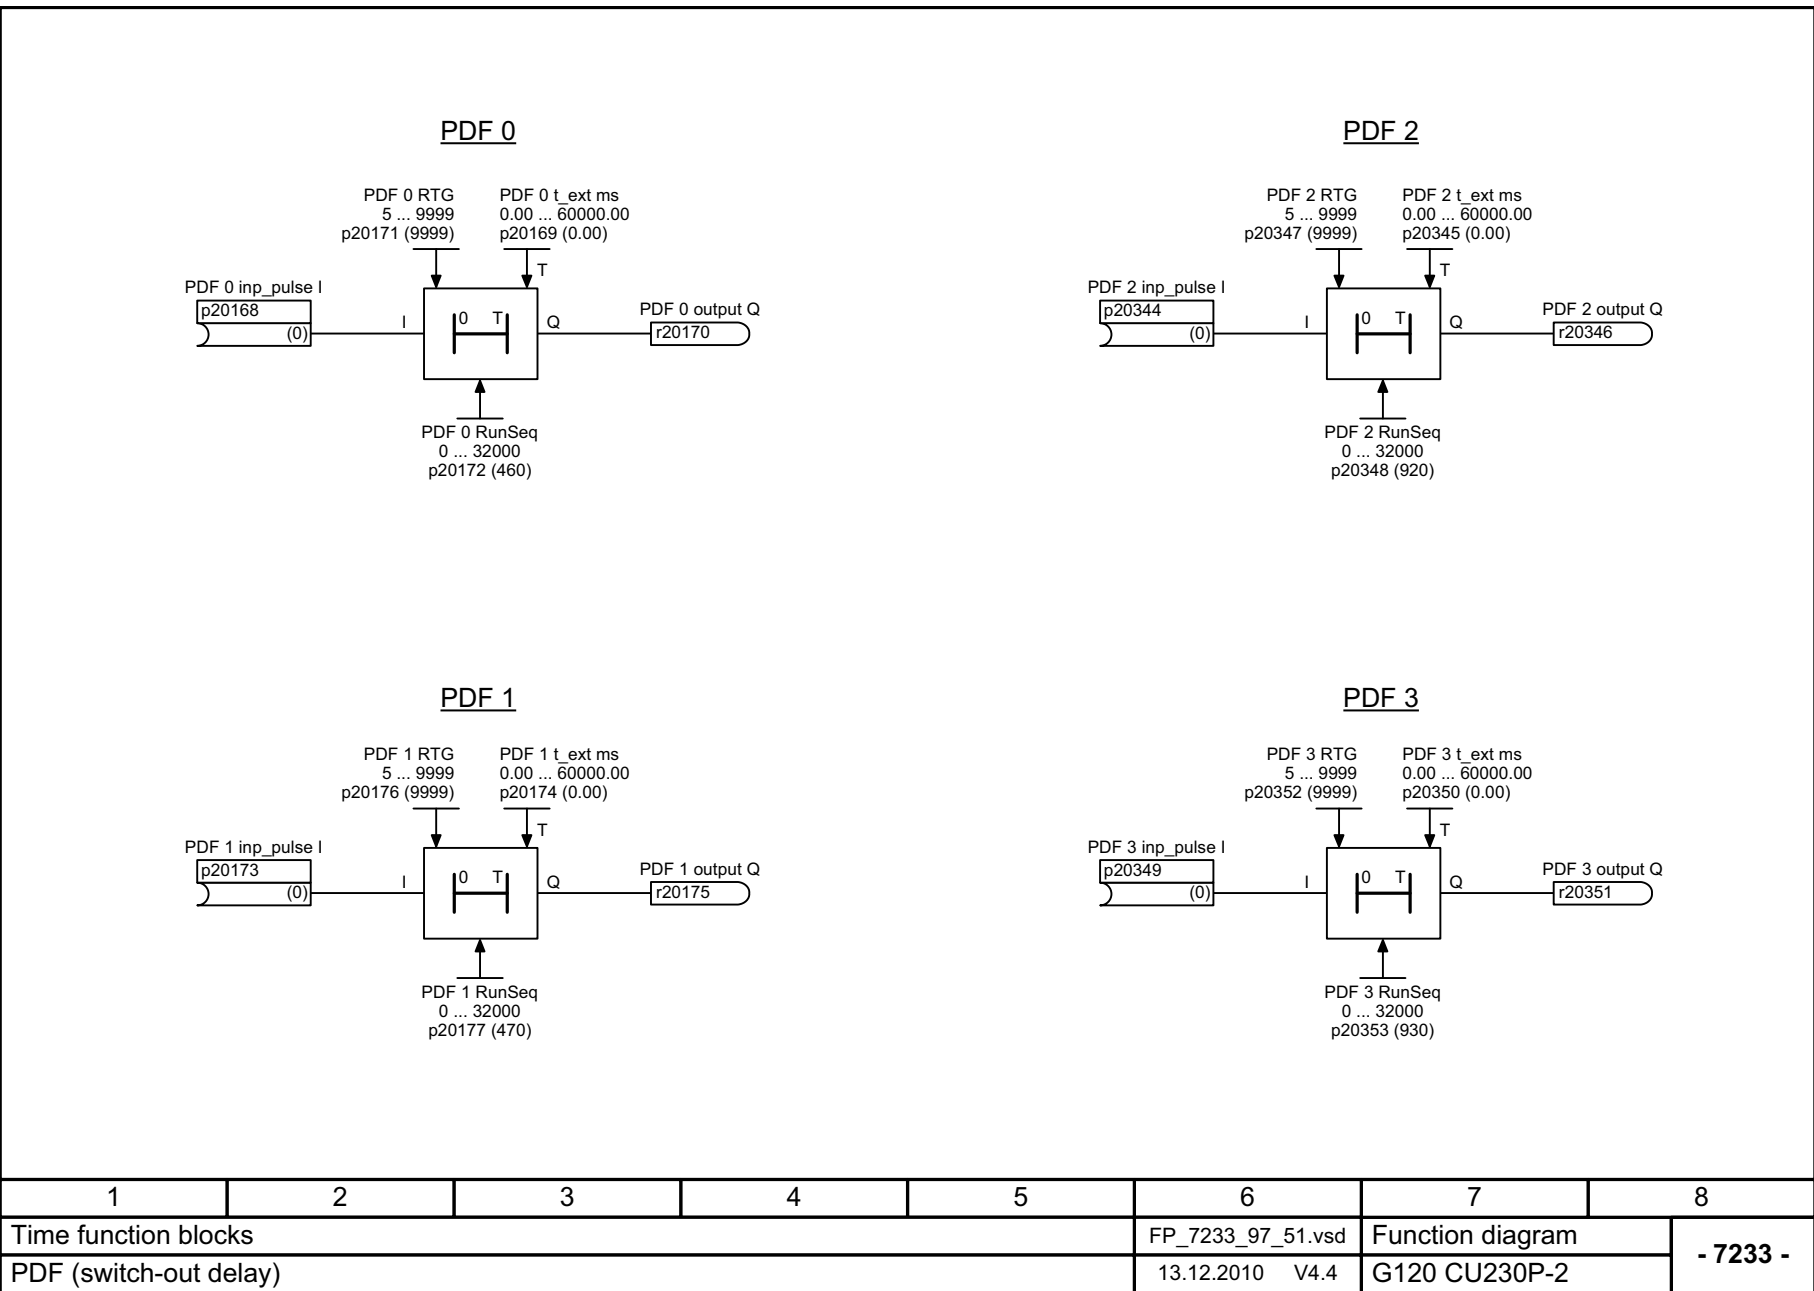 PDF 0
PDF 0 RTG
5 ... 9999
p20171 (9999)
PDF 0 t_ext ms
0.00 ... 60000.00
p20169 (0.00)
T
PDF 0 inp_pulse I
p20168
(0)
I
0 T
Q
PDF 0 output Q
r20170
PDF 0 RunSeq
0 ... 32000
p20172 (460)
PDF 2
PDF 2 RTG
5 ... 9999
p20347 (9999)
PDF 2 t_ext ms
0.00 ... 60000.00
p20345 (0.00)
T
PDF 2 inp_pulse I
p20344
(0)
I
0 T
Q
PDF 2 output Q
r20346
PDF 2 RunSeq
0 ... 32000
p20348 (920)
PDF 1
PDF 1 RTG
5 ... 9999
p20176 (9999)
PDF 1 t_ext ms
0.00 ... 60000.00
p20174 (0.00)
T
PDF 1 inp_pulse I
p20173
(0)
I
0 T
Q
PDF 1 output Q
r20175
PDF 1 RunSeq
0 ... 32000
p20177 (470)
PDF 3
PDF 3 RTG
5 ... 9999
p20352 (9999)
PDF 3 t_ext ms
0.00 ... 60000.00
p20350 (0.00)
T
PDF 3 inp_pulse I
p20349
(0)
I
0 T
Q
PDF 3 output Q
r20351
PDF 3 RunSeq
0 ... 32000
p20353 (930)
1 2 3 4 5 6 7 8
Time function blocks
FP_7233_97_51.vsd
Function diagram
- 7233 -
PDF (switch-out delay)
13.12.2010 V4.4
G120 CU230P-2